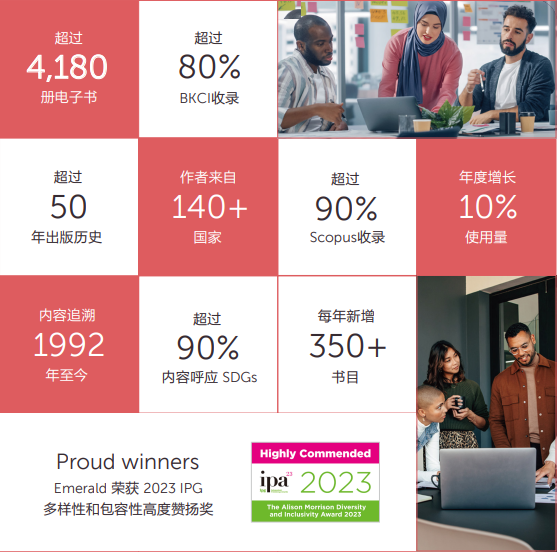 超过
4,180
册电子书
超过
80%
BKCI收录
超过
50
年出版历史
作者来自
140+
国家
超过
90%
Scopus收录
年度增长
10%
使用量
内容追溯
1992
年至今
超过
90%
内容呼应 SDGs
每年新增
350+
书目
Proud winners
Emerald 荣获 2023 IPG
多样性和包容性高度赞扬奖
Highly Commended
ipa 23
2023
The Alison Morrison Diversity
and Inclusivity Award 2023